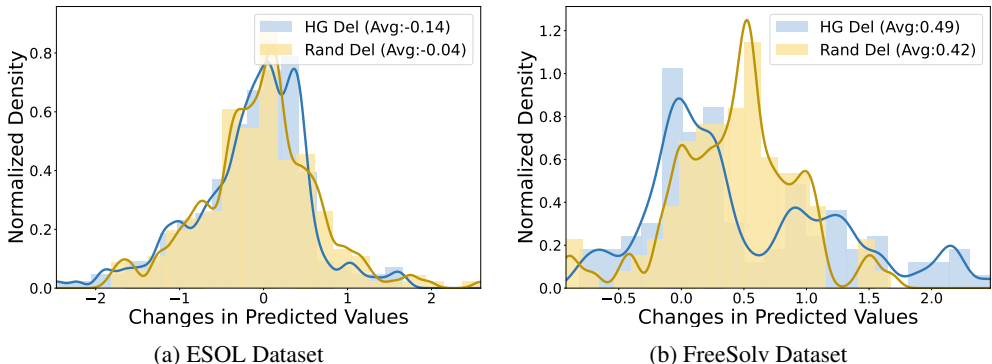 HG Del (Avg:-0.14)
Rand Del (Avg:-0.04)
Normalized Density
0.8
0.6
0.4
0.2
0.0
−2
−1
0
1
2
Changes in Predicted Values
(a) ESOL Dataset
HG Del (Avg:0.49)
Rand Del (Avg:0.42)
Normalized Density
1.2
1.0
0.8
0.6
0.4
0.2
0.0
−0.5
0.0
0.5
1.0
1.5
2.0
Changes in Predicted Values
(b) FreeSolv Dataset